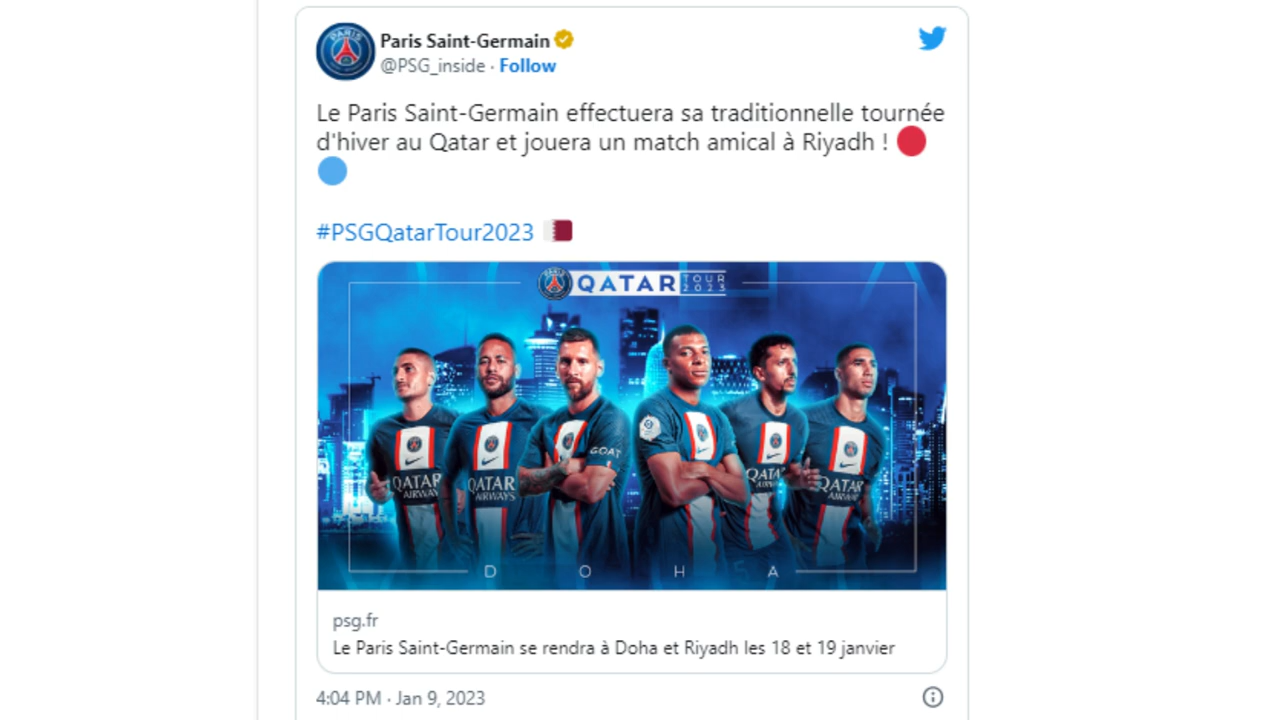 Paris Saint-Germain
@PSG_inside · Follow
Le Paris Saint-Germain effectuera sa traditionnelle tournée
d'hiver au Qatar et jouera un match amical à Riyadh !
#PSGQatarTour2023
PARIS
QATAR TOUR
2023
GOAT
QATAR QATAR QATAR QATAR
AIRWAYS AIRWAYS AIRWAYS
DOHA
psg.fr
Le Paris Saint-Germain se rendra à Doha et Riyadh les 18 et 19 janvier
4:04 PM · Jan 9, 2023